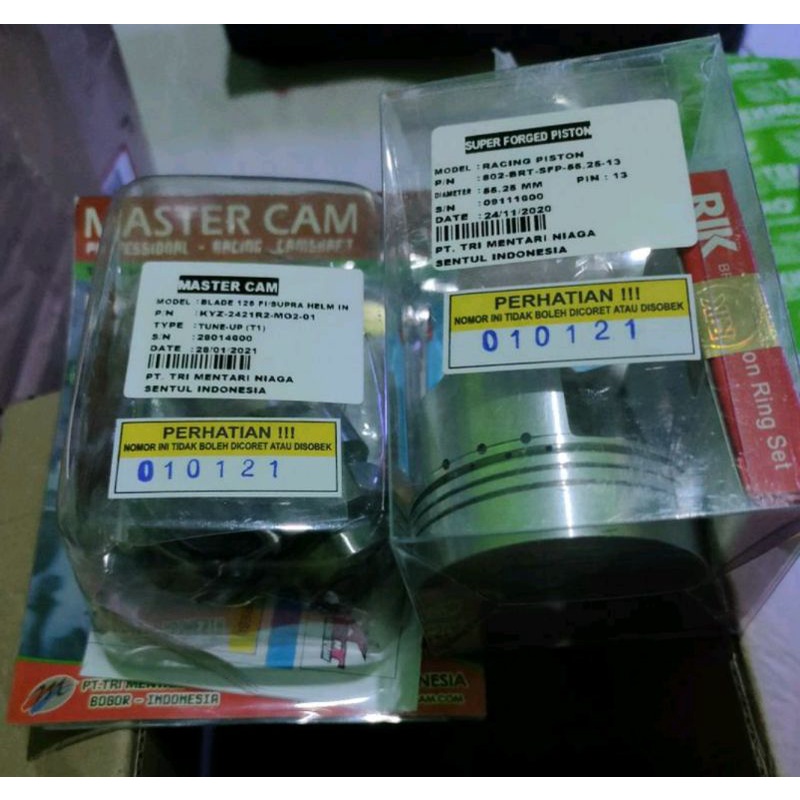 MASTER CAM
PROFESSIONAL - RACING CAMSHAFT
MASTER CAM
MODEL : BLADE 125 FI/SUPRA HELM IN
P/N : KYZ-2421R2-MO2-01
TYPE : TUNE-UP (T1)
S/N : 28014600
DATE : 28/01/2021
PT. TRI MENTARI NIAGA
SENTUL INDONESIA
PERHATIAN !!!
NOMOR INI TIDAK BOLEH DICORET ATAU DISOBEK
010121
PT.TRI
BOGOR - INDONESIA
SUPER FORGED PISTON
MODEL : RACING PISTON
P/N : 802-BRT-SFP-55.25-13
DIAMETER : 55.25 MM PIN : 13
S/N : 09111600
DATE : 24/11/2020
PT. TRI MENTARI NIAGA
SENTUL INDONESIA
PERHATIAN !!!
NOMOR INI TIDAK BOLEH DICORET ATAU DISOBEK
010121
RIK
on Ring Set